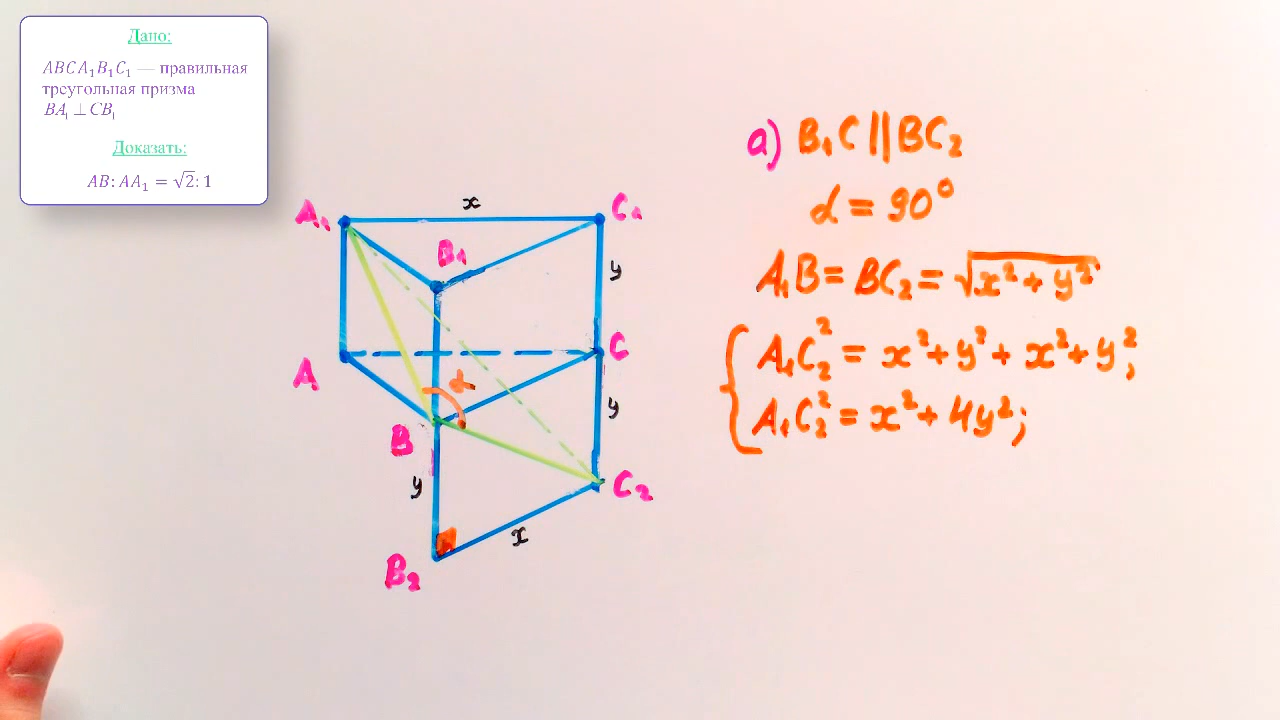 Дано:
ABCA₁B₁C₁ — правильная
треугольная призма
BA₁ ⊥ CB₁
Доказать:
AB: AA₁ = √2: 1
a) B₁C || BC₂
α = 90°
A₁B = BC₂ = √x² + y²
A₁C₂² = x² + y² + x² + y²;
A₁C₂² = x² + 4y²;
x
A₁
C₁
B₁
y
A
C
α
y
B
y
C₂
x
B₂